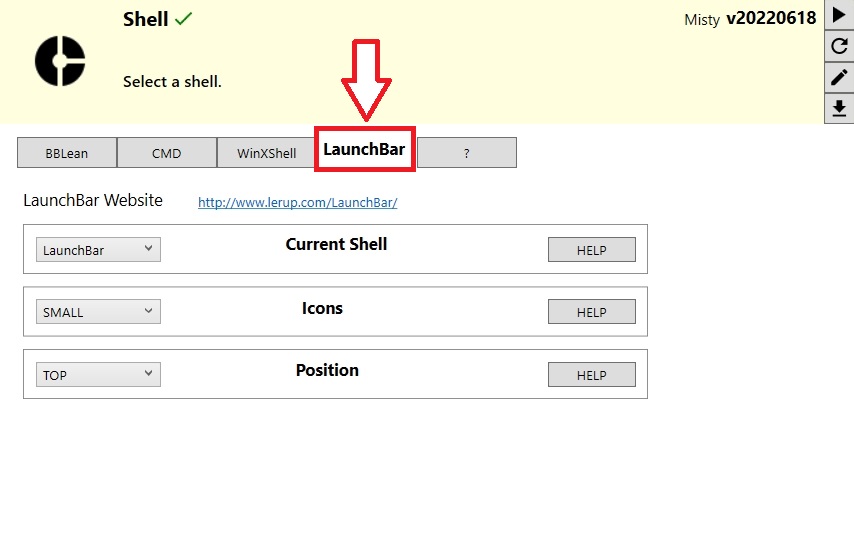 Shell
Misty v20220618
Select a shell.
BBLean CMD WinXShell LaunchBar ?
LaunchBar Website http://www.lerup.com/LaunchBar/
LaunchBar Current Shell HELP
SMALL Icons HELP
TOP Position HELP